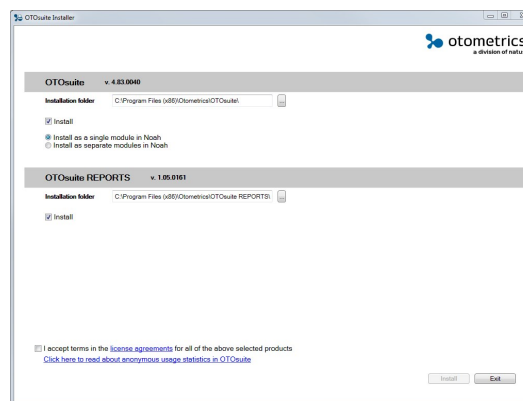 OTOsuite Installer
otometrics
a division of natu
OTOsuite v. 4.83.0040
Installation folder C:\Program Files (x86)\Otometrics\OTOsuite\ ...
Install
Install as a single module in Noah
Install as separate modules in Noah
OTOsuite REPORTS v. 1.05.0161
Installation folder C:\Program Files (x86)\Otometrics\OTOsuite REPORTS\ ...
Install
I accept terms in the license agreements for all of the above selected products
Click here to read about anonymous usage statistics in OTOsuite
Install Exit